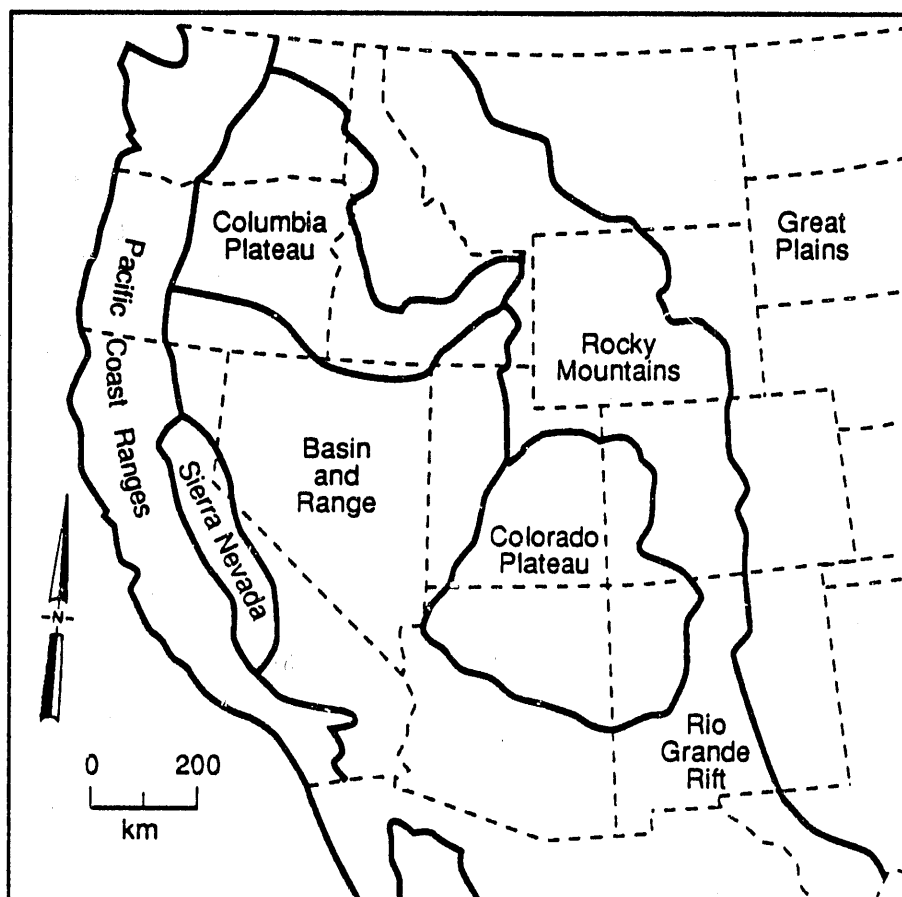 Columbia
Plateau
Great
Plains
Pacific
Coast
Ranges
Rocky
Mountains
Basin
and
Range
Sierra Nevada
Colorado
Plateau
N
Rio
Grande
Rift
0 200
km